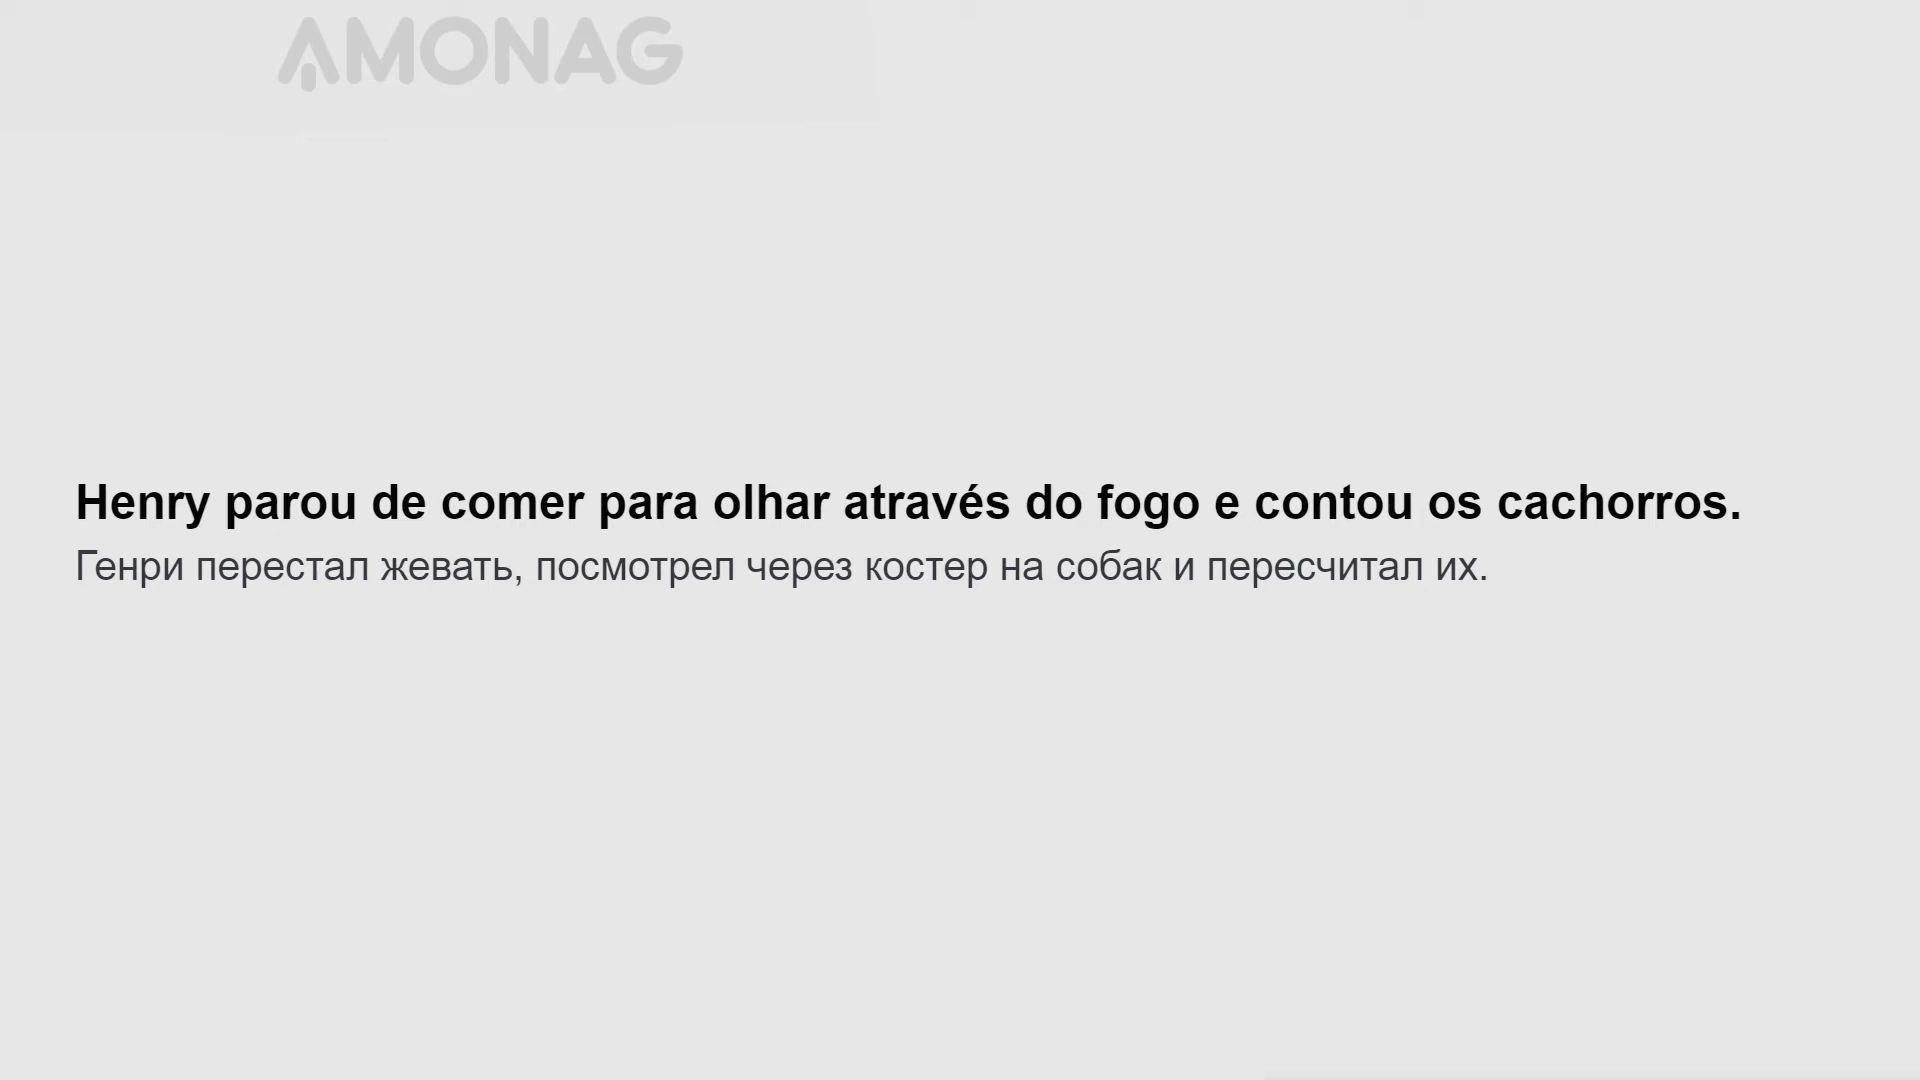 AMONAG
Henry parou de comer para olhar através do fogo e contou os cachorros.
Генри перестал жевать, посмотрел через костер на собак и пересчитал их.